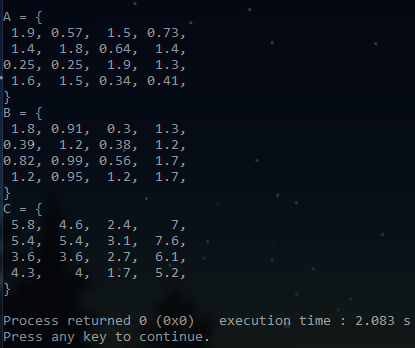 A = {
 1.9, 0.57,  1.5, 0.73,
 1.4,  1.8, 0.64,  1.4,
0.25, 0.25,  1.9,  1.3,
 1.6,  1.5, 0.34, 0.41,
}
B = {
 1.8, 0.91,  0.3,  1.3,
0.39,  1.2, 0.38,  1.2,
0.82, 0.99, 0.56,  1.7,
 1.2, 0.95,  1.2,  1.7,
}
C = {
 5.8,  4.6,  2.4,    7,
 5.4,  5.4,  3.1,  7.6,
 3.6,  3.6,  2.7,  6.1,
 4.3,    4,  1.7,  5.2,
}
Process returned 0 (0x0)   execution time : 2.083 s
Press any key to continue.